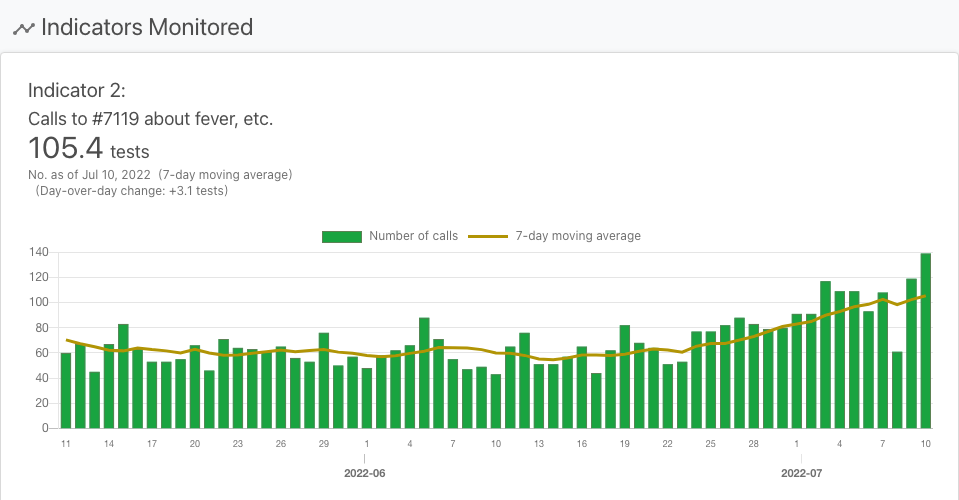 Indicators Monitored
Indicator 2:
Calls to #7119 about fever, etc.
105.4 tests
No. as of Jul 10, 2022 (7-day moving average)
(Day-over-day change: +3.1 tests)
Number of calls 7-day moving average
140
120
100
80
60
40
20
0
11 14 17 20 23 26 29 1 4 7 10 13 16 19 22 25 28 1 4 7 10
2022-06 2022-07